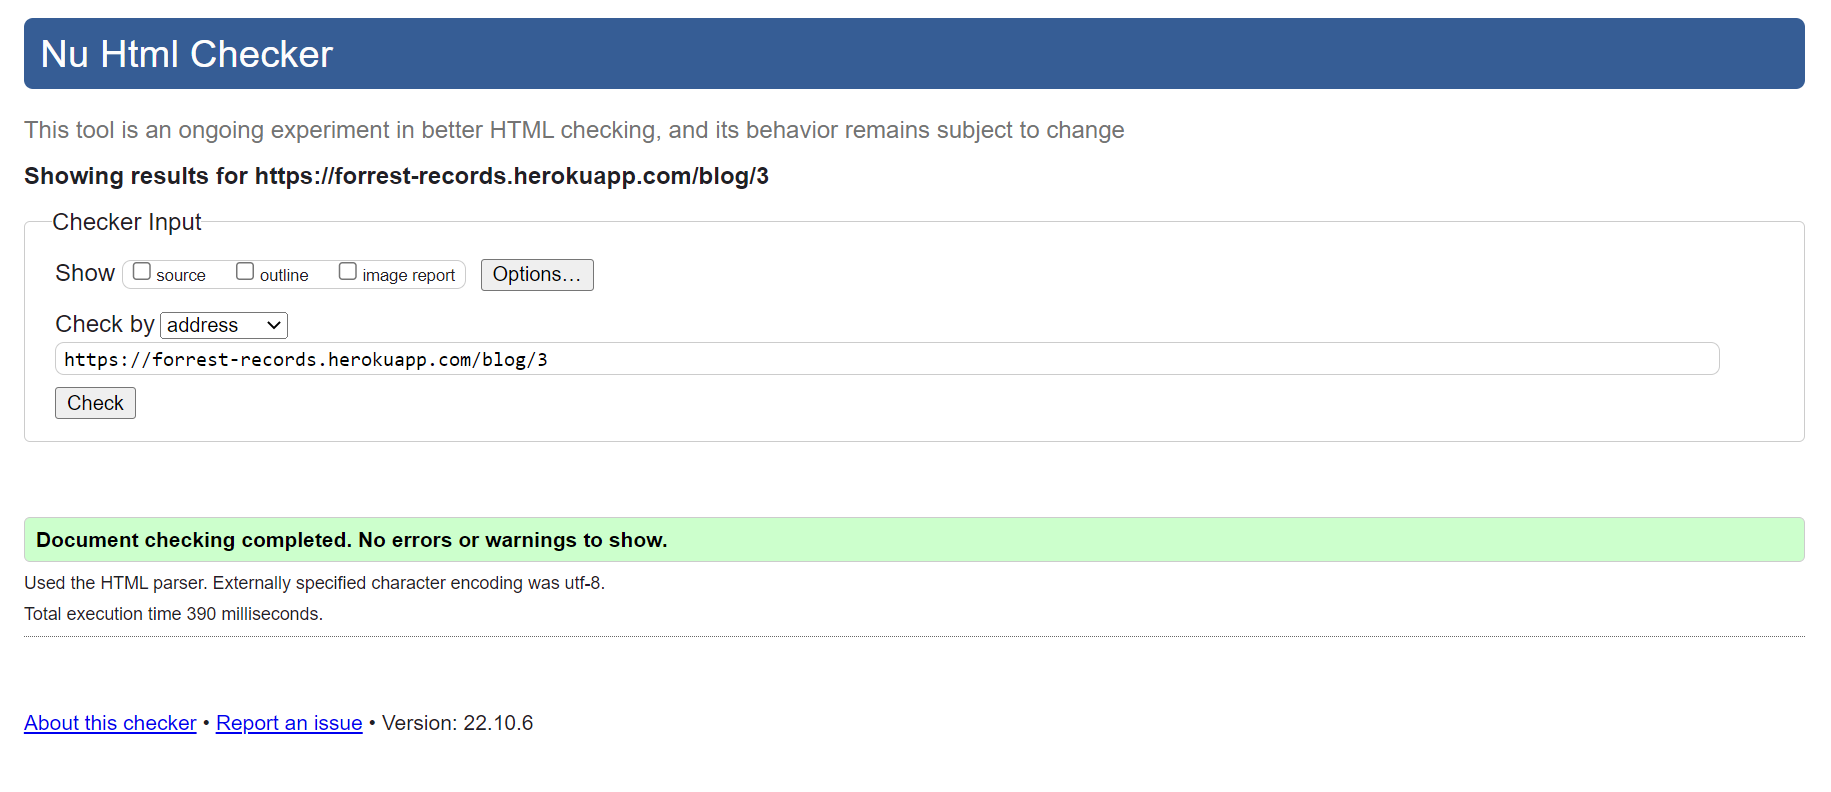 Nu Html Checker
This tool is an ongoing experiment in better HTML checking, and its behavior remains subject to change
Showing results for https://forrest-records.herokuapp.com/blog/3
Checker Input
Show source outline image report Options…
Check by address
https://forrest-records.herokuapp.com/blog/3
Check
Document checking completed. No errors or warnings to show.
Used the HTML parser. Externally specified character encoding was utf-8.
Total execution time 390 milliseconds.
About this checker • Report an issue • Version: 22.10.6